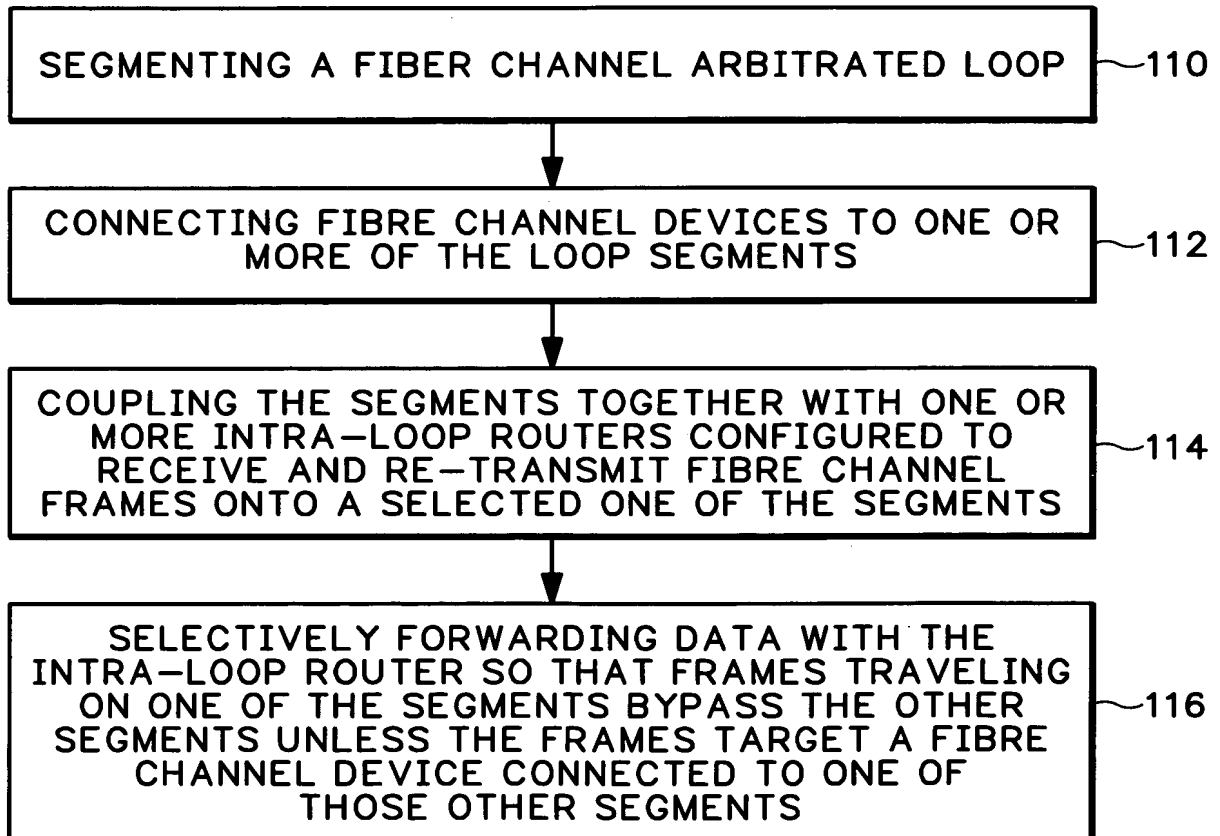 SEGMENTING A FIBER CHANNEL ARBITRATED LOOP
110
CONNECTING FIBRE CHANNEL DEVICES TO ONE OR
MORE OF THE LOOP SEGMENTS
112
COUPLING THE SEGMENTS TOGETHER WITH ONE OR
MORE INTRA-LOOP ROUTERS CONFIGURED TO
RECEIVE AND RE-TRANSMIT FIBRE CHANNEL
FRAMES ONTO A SELECTED ONE OF THE SEGMENTS
114
SELECTIVELY FORWARDING DATA WITH THE
INTRA-LOOP ROUTER SO THAT FRAMES TRAVELING
ON ONE OF THE SEGMENTS BYPASS THE OTHER
SEGMENTS UNLESS THE FRAMES TARGET A FIBRE
CHANNEL DEVICE CONNECTED TO ONE OF
THOSE OTHER SEGMENTS
116